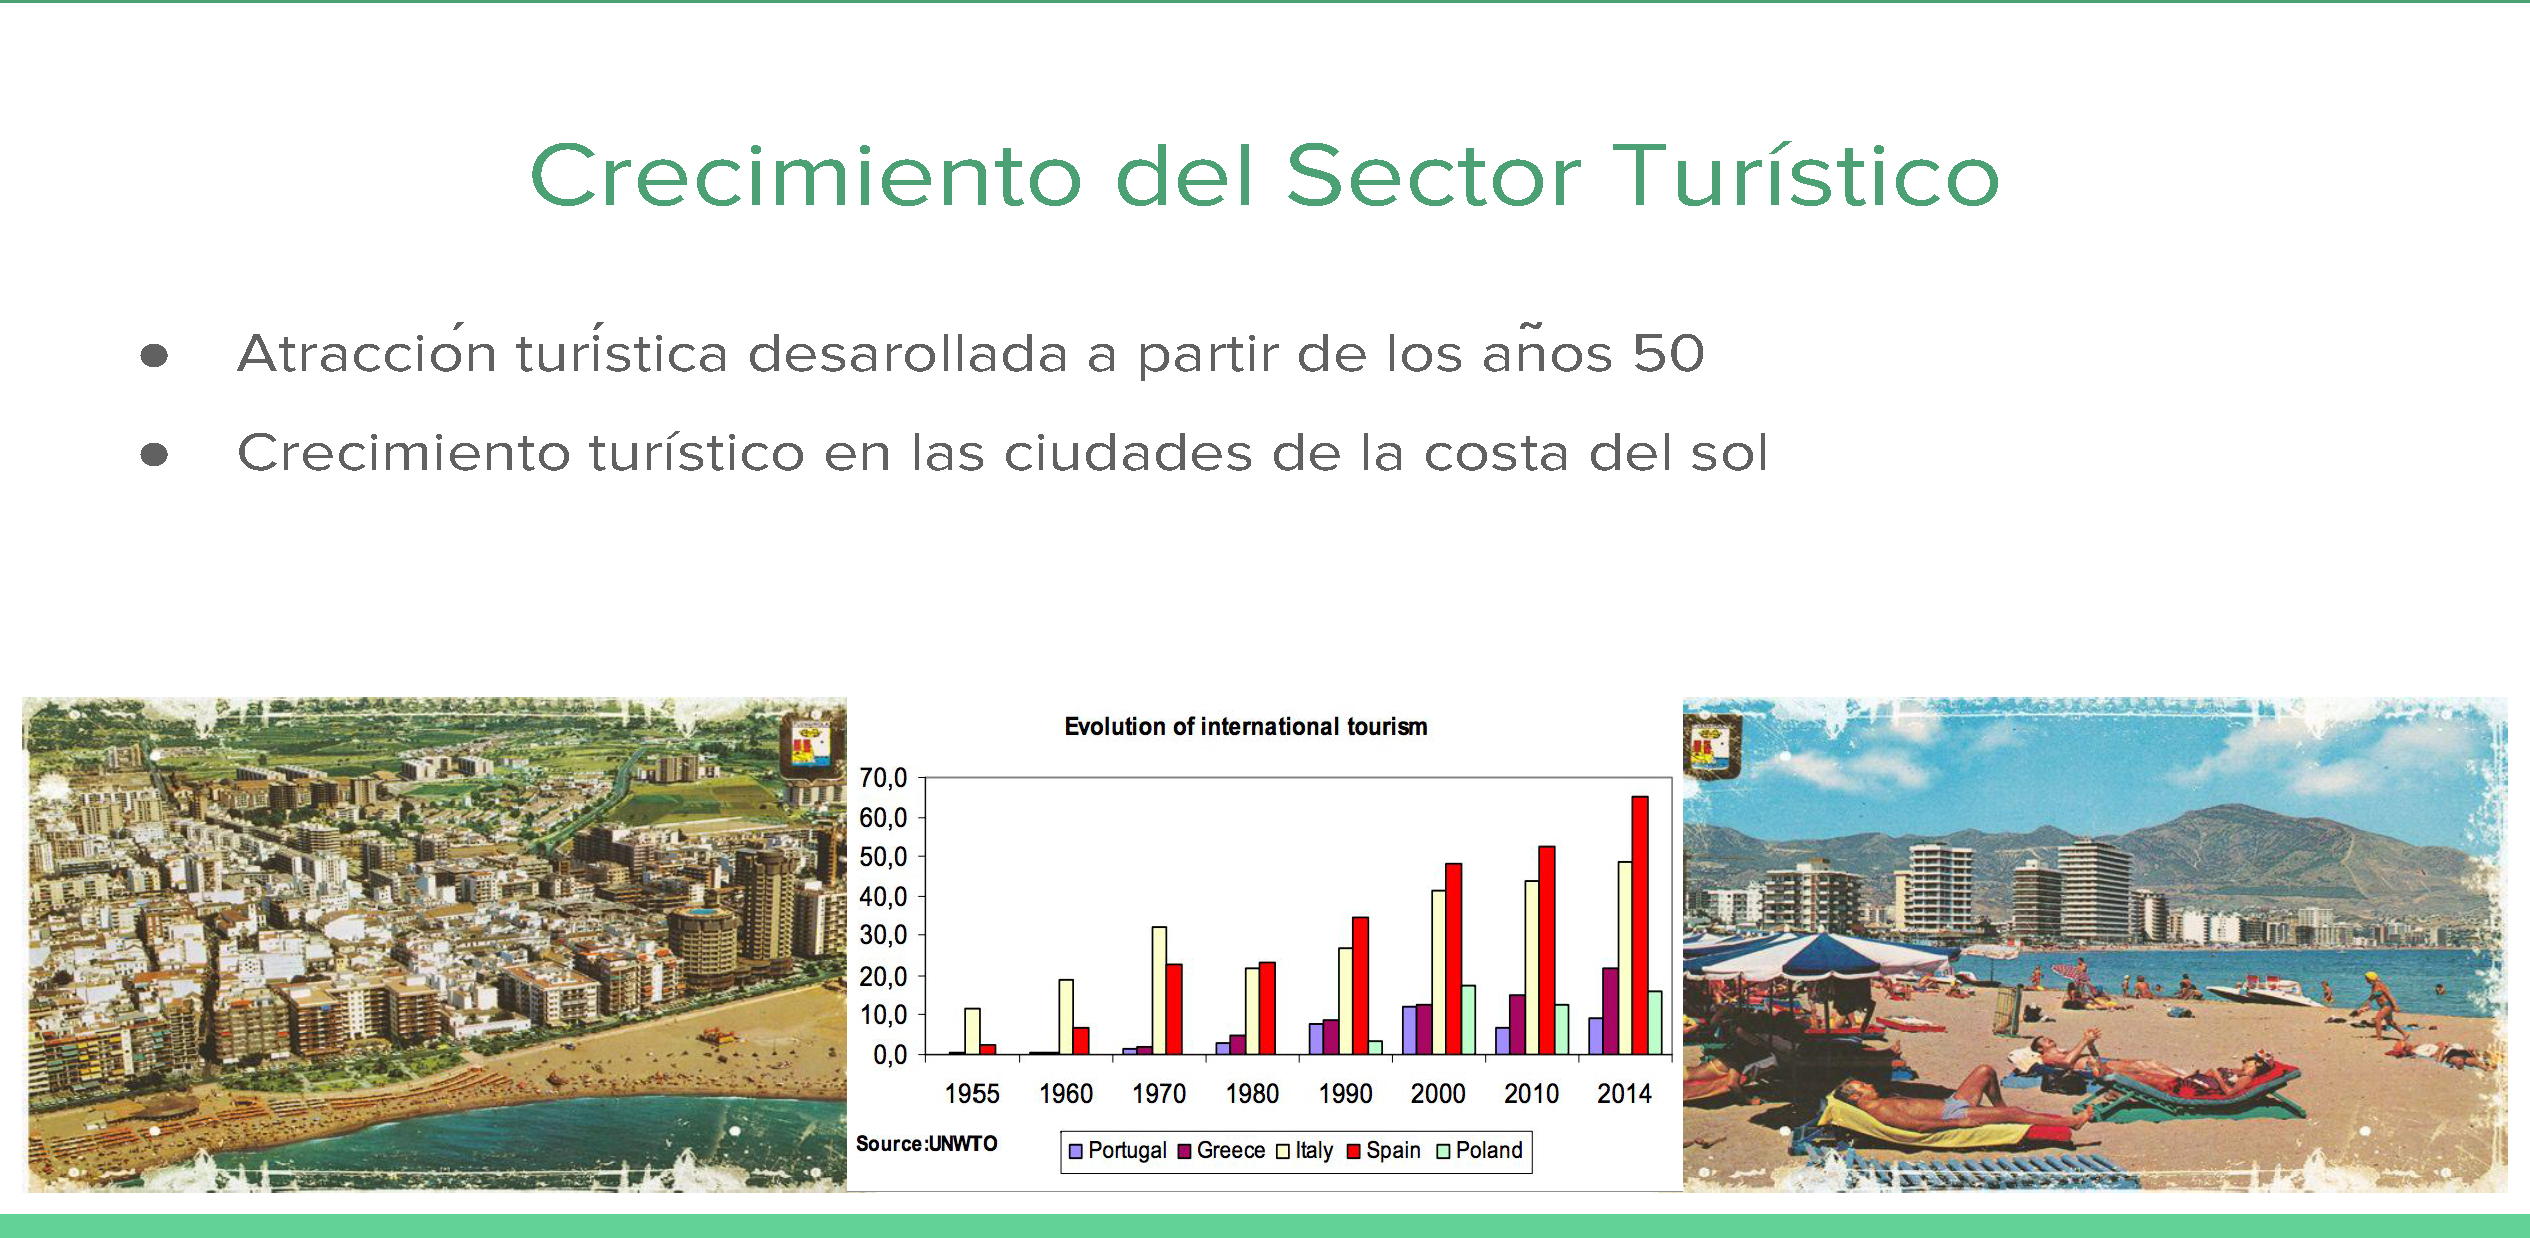 Crecimiento del Sector Turístico
● Atracción turística desarollada a partir de los años 50
● Crecimiento turístico en las ciudades de la costa del sol
Evolution of international tourism
70,0
60,0
50,0
40,0
30,0
20,0
10,0
0,0
1955 1960 1970 1980 1990 2000 2010 2014
Source:UNWTO
Portugal Greece Italy Spain Poland